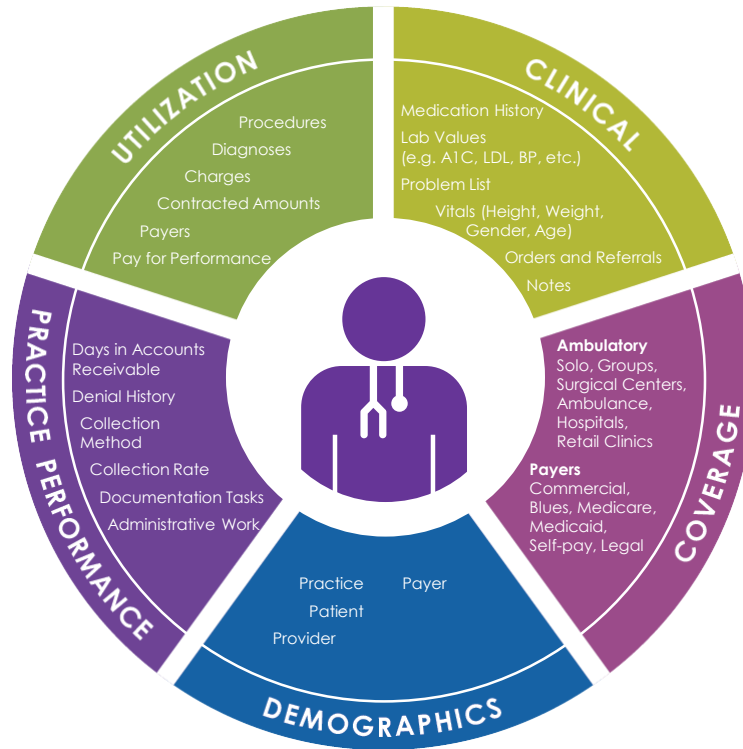 UTILIZATION
Procedures
Diagnoses
Charges
Contracted Amounts
Payers
Pay for Performance
CLINICAL
Medication History
Lab Values
(e.g. A1C, LDL, BP, etc.)
Problem List
Vitals (Height, Weight,
Gender, Age)
Orders and Referrals
Notes
COVERAGE
Ambulatory
Solo, Groups,
Surgical Centers,
Ambulance,
Hospitals,
Retail Clinics
Payers
Commercial,
Blues, Medicare,
Medicaid,
Self-pay, Legal
DEMOGRAPHICS
Practice Payer
Patient
Provider
PRACTICE PERFORMANCE
Days in Accounts
Receivable
Denial History
Collection
Method
Collection Rate
Documentation Tasks
Administrative Work